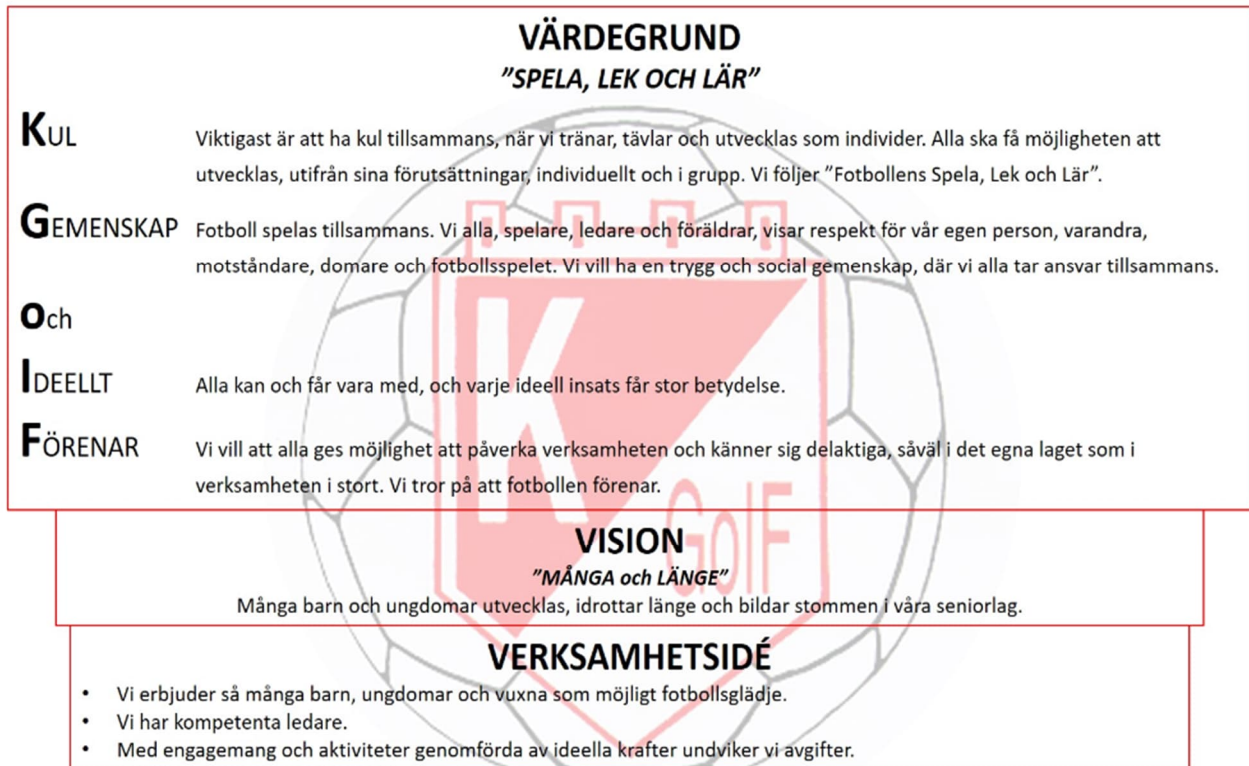 VÄRDEGRUND
”SPELA, LEK OCH LÄR”
KUL Viktigast är att ha kul tillsammans, när vi tränar, tävlar och utvecklas som individer. Alla ska få möjligheten att
utvecklas, utifrån sina förutsättningar, individuellt och i grupp. Vi följer ”Fotbollens Spela, Lek och Lär”.
GEMENSKAP Fotboll spelas tillsammans. Vi alla, spelare, ledare och föräldrar, visar respekt för vår egen person, varandra,
motståndare, domare och fotbollsspelet. Vi vill ha en trygg och social gemenskap, där vi alla tar ansvar tillsammans.
och
IDEELLT Alla kan och får vara med, och varje ideell insats får stor betydelse.
FÖRENAR Vi vill att alla ges möjlighet att påverka verksamheten och känner sig delaktiga, såväl i det egna laget som i
verksamheten i stort. Vi tror på att fotbollen förenar.
K
GoIF
VISION
”MÅNGA och LÄNGE”
Många barn och ungdomar utvecklas, idrottar länge och bildar stommen i våra seniorlag.
VERKSAMHETSIDÉ
• Vi erbjuder så många barn, ungdomar och vuxna som möjligt fotbollsglädje.
• Vi har kompetenta ledare.
• Med engagemang och aktiviteter genomförda av ideella krafter undviker vi avgifter.